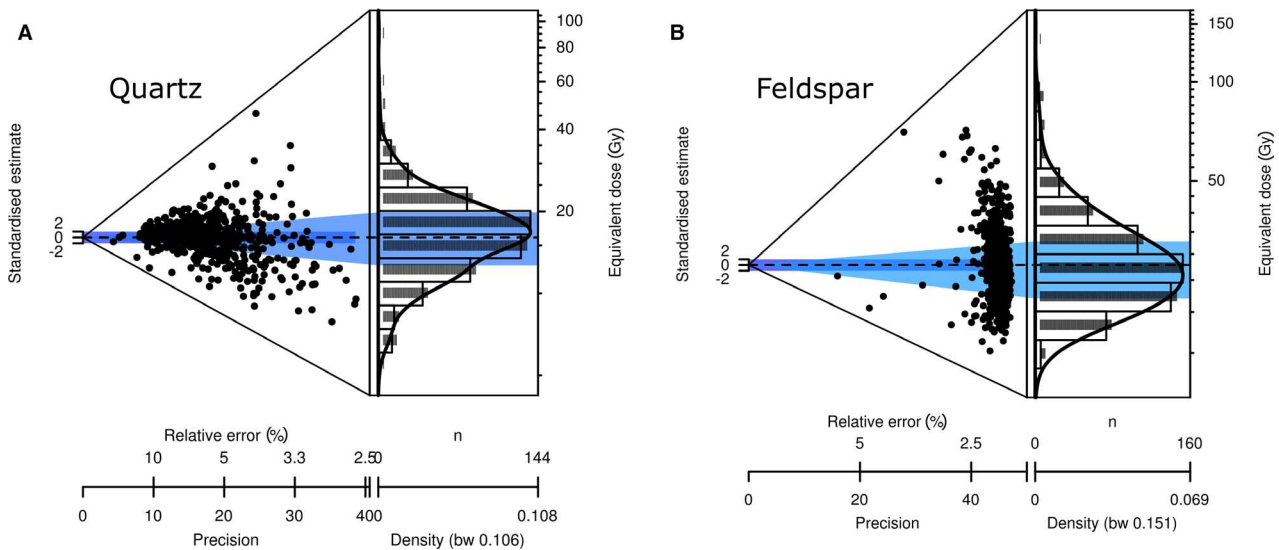 A
Quartz
Standardised estimate
2
-2
100
80
60
40
20
Equivalent dose (Gy)
Relative error (%)
n
10 5 3.3 2.5 0 144
0 10 20 30 40 0 0.108
Precision
Density (bw 0.106)
B
Feldspar
Standardised estimate
2
-2
150
100
50
Equivalent dose (Gy)
Relative error (%)
n
5 2.5 0 160
0 20 40 0 0.069
Precision
Density (bw 0.151)